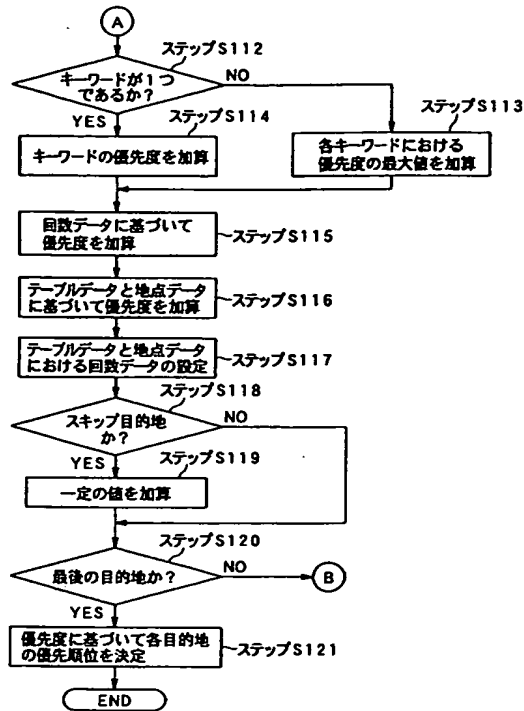 A
ステップS112
キーワードが1つ
であるか?
NO
YES
ステップS114
ステップS113
キーワードの優先度を加算
各キーワードにおける
優先度の最大値を加算
回数データに基づいて
優先度を加算
ステップS115
テーブルデータと地点データ
に基づいて優先度を加算
ステップS116
テーブルデータと地点データ
における回数データの設定
ステップS117
ステップS118
スキップ目的地
か?
NO
YES
ステップS119
一定の値を加算
ステップS120
最後の目的地か?
NO
B
YES
優先度に基づいて各目的地
の優先順位を決定
ステップS121
END